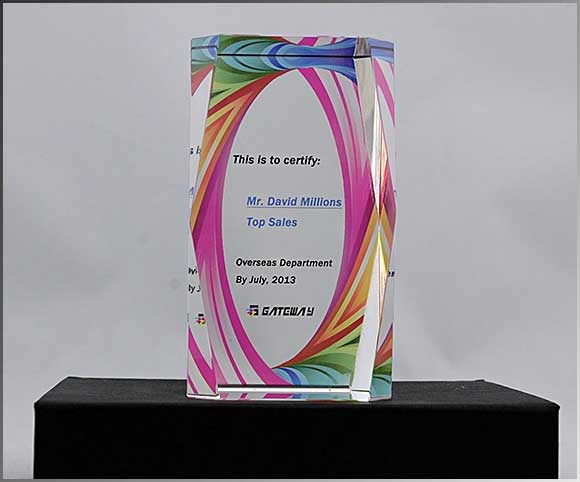 This is to certify:
Mr. David Millions
Top Sales
Overseas Department
By July, 2013
GATEWAY